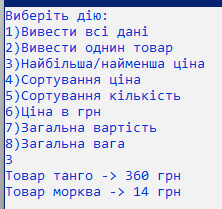 Виберіть дію:
1)Вивести всі дані
2)Вивести однин товар
3)Найбільша/найменша ціна
4)Сортування ціна
5)Сортування кількість
6)Ціна в грн
7)Загальна вартість
8)Загальна вага
3
Товар танго -> 360 грн
Товар морква -> 14 грн